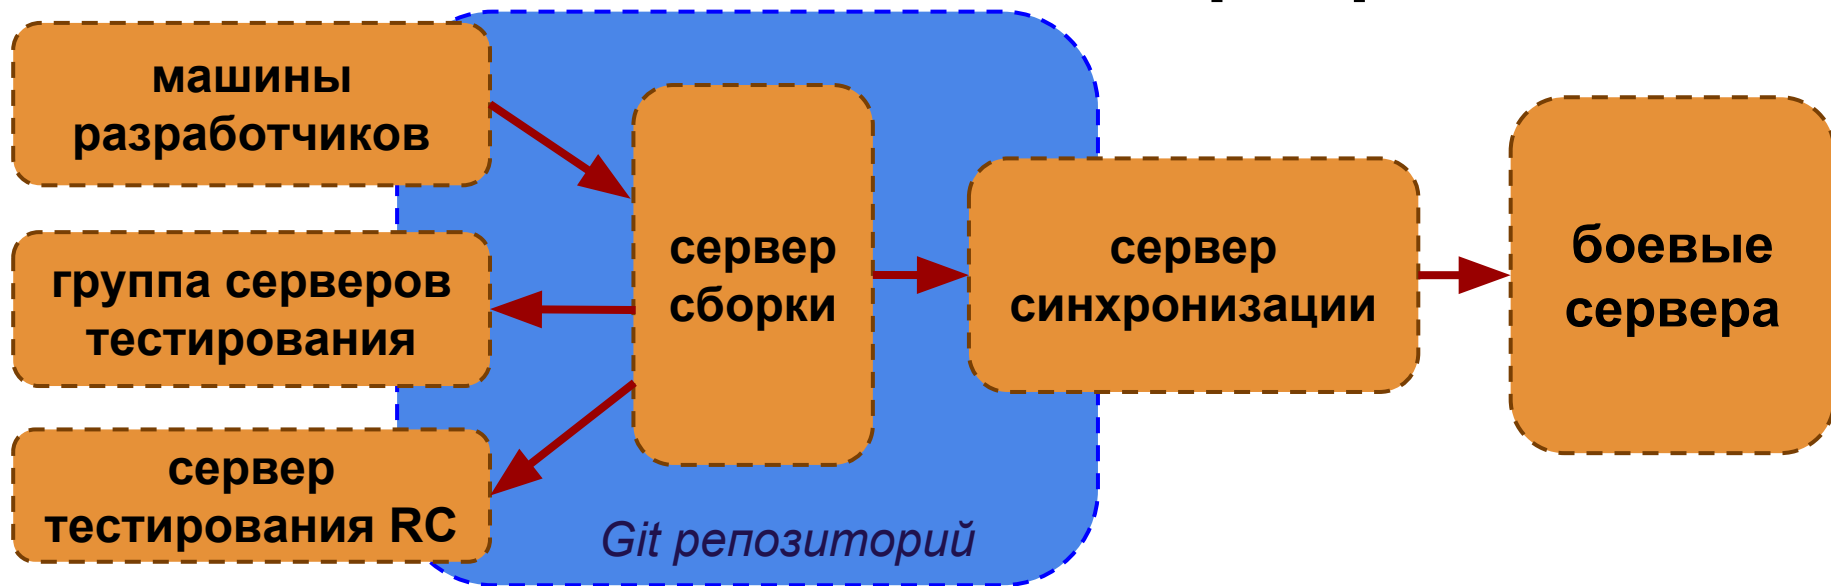 машины
разработчиков
группа серверов
тестирования
сервер
тестирования RC
сервер
сборки
сервер
синхронизации
боевые
сервера
Git репозиторий